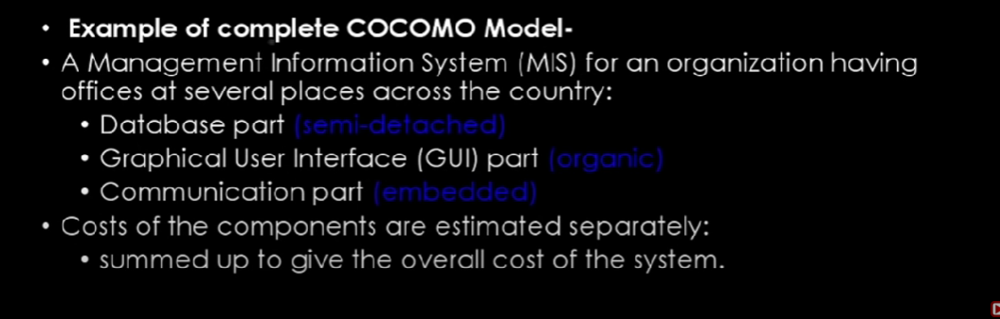 • Example of complete COCOMO Model-
• A Management Information System (MIS) for an organization having
offices at several places across the country:
• Database part (semi-detached)
• Graphical User Interface (GUI) part (organic)
• Communication part (embedded)
• Costs of the components are estimated separately:
• summed up to give the overall cost of the system.